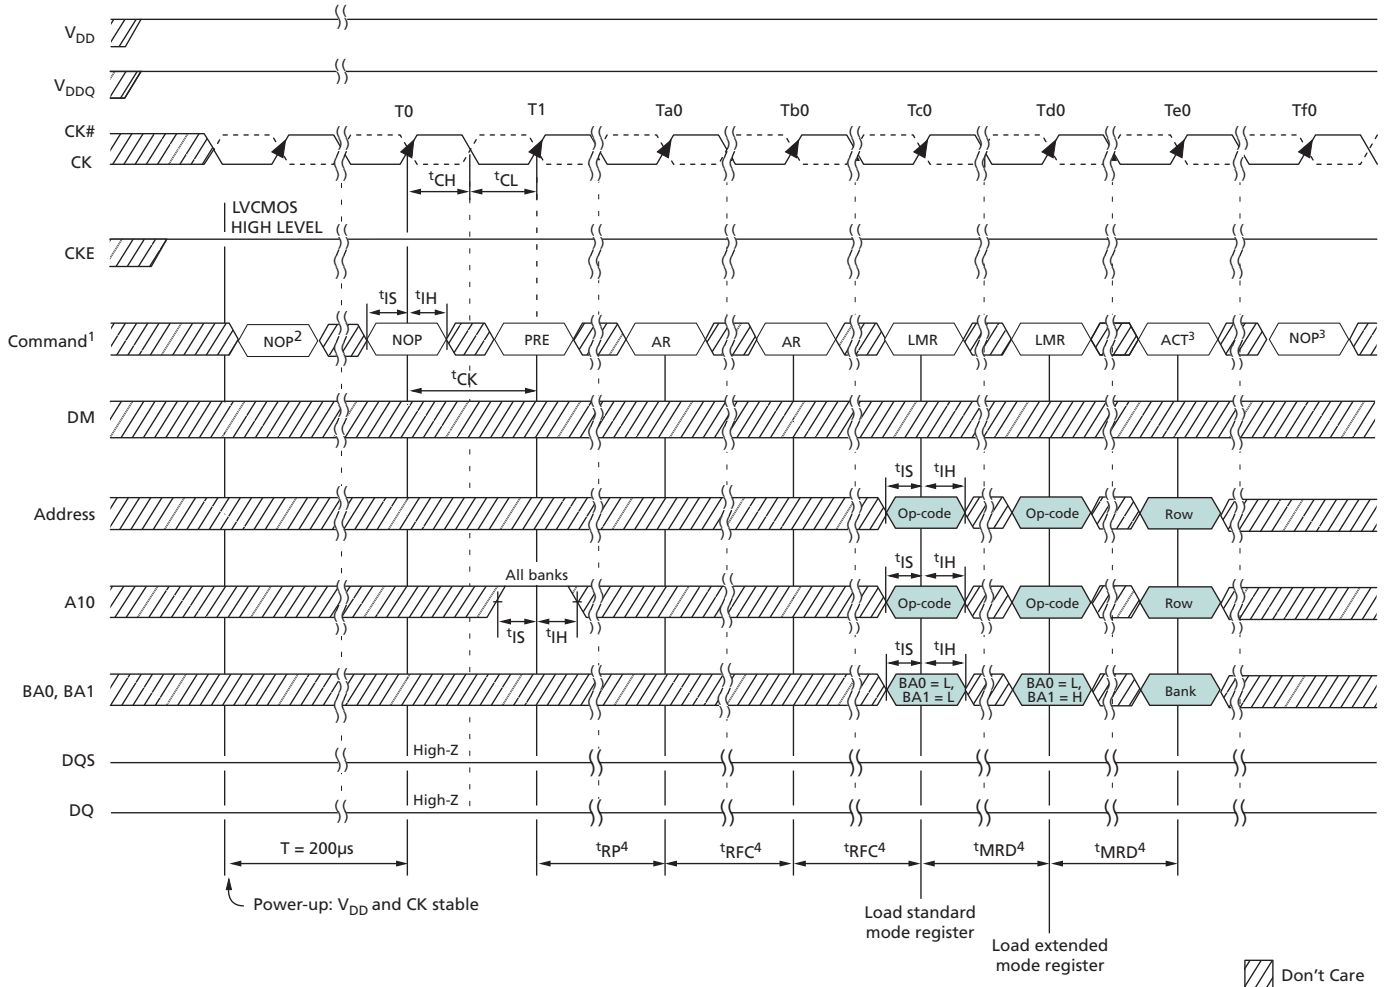 VDD
VDDQ
T0 T1 Ta0 Tb0 Tc0 Td0 Te0 Tf0
CK#
CK
tCH tCL
LVCMOS
HIGH LEVEL
CKE
tIS tIH
Command1 NOP2 NOP PRE AR AR LMR LMR ACT3 NOP3
tCK
DM
tIS tIH
Address Op-code Op-code Row
All banks tIS tIH
A10 Op-code Op-code Row
tIS tIH
tIS tIH
BA0, BA1 BA0 = L, BA1 = L BA0 = L, BA1 = H Bank
High-Z
DQS
High-Z
DQ
T = 200µs tRP4 tRFC4 tRFC4 tMRD4 tMRD4
Power-up: VDD and CK stable
Load standard
mode register
Load extended
mode register
Don't Care